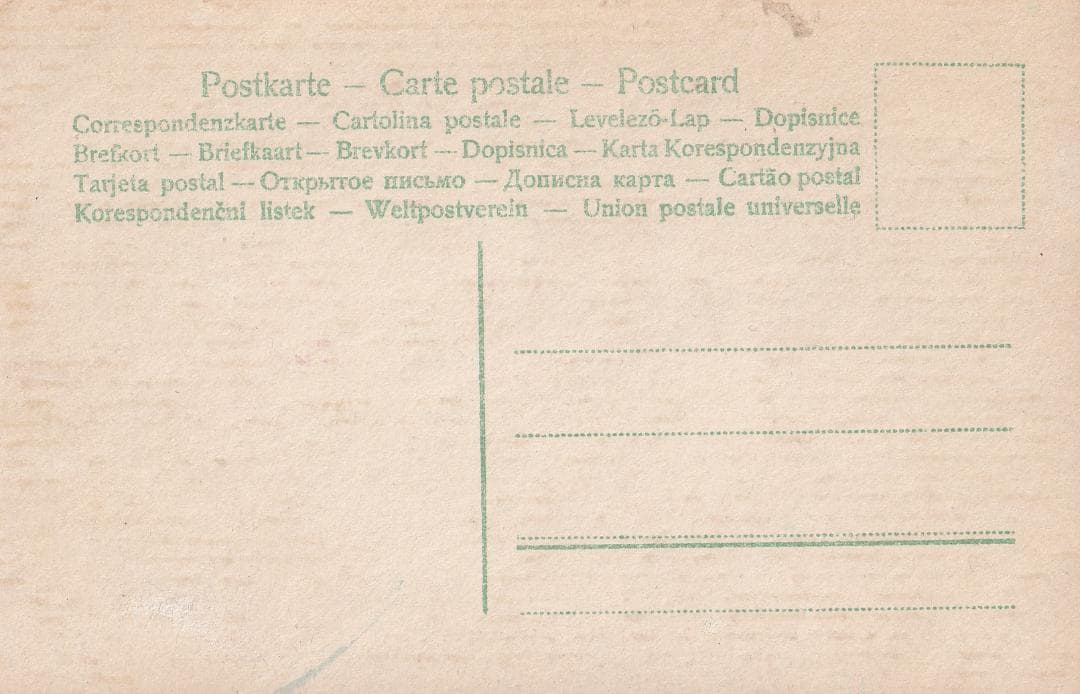 Postkarte – Carte postale – Postcard
Correspondenzkarte — Cartolina postale — Levelező-Lap — Dopisnice
Brefkort — Briefkaart — Brevkort — Dopisnica — Karta Korespondenzyjna
Tarjeta postal — Открытое письмо — Дописна карта — Cartão postal
Korespondenčni listek — Weltpostverein — Union postale universelle